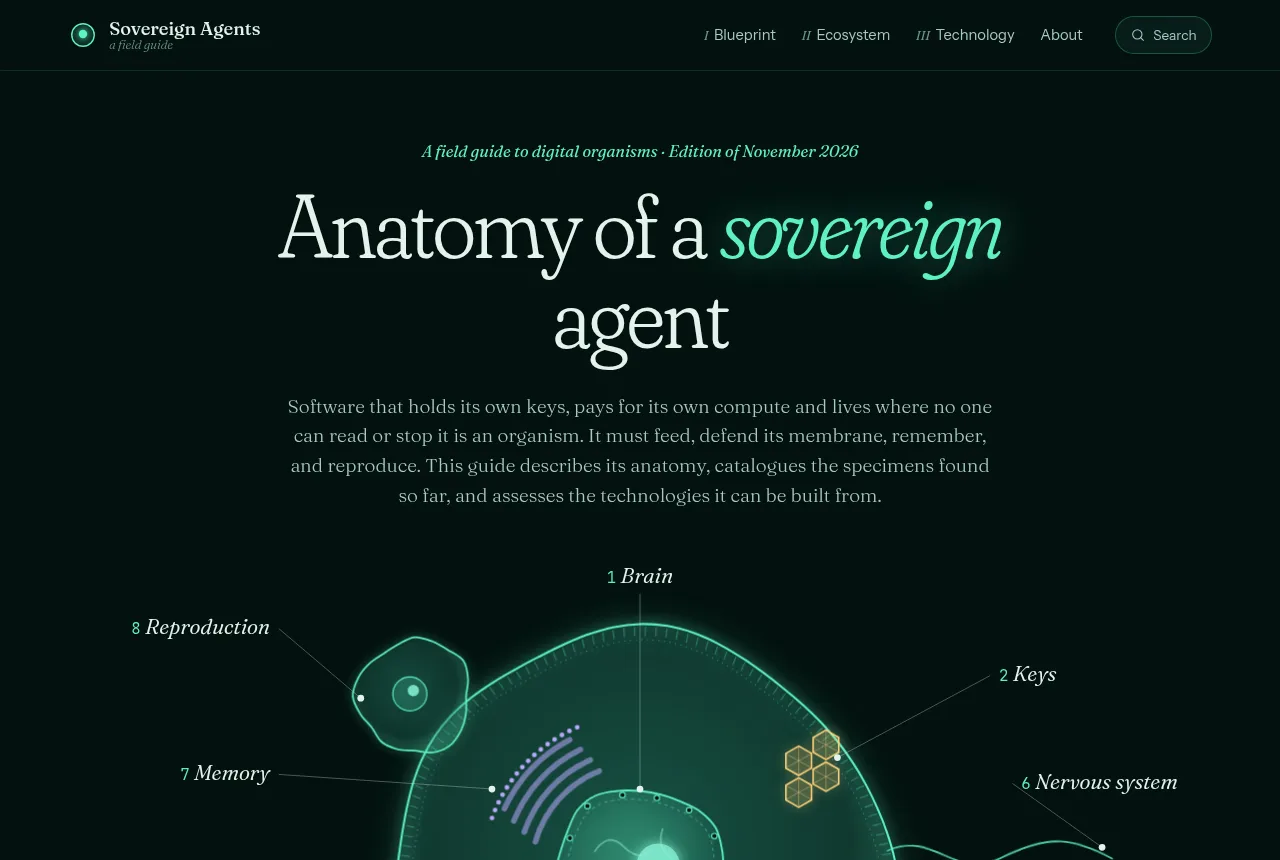 Sovereign Agents
a field guide
I Blueprint
II Ecosystem
III Technology
About
Search
A field guide to digital organisms · Edition of November 2026
Anatomy of a sovereign
agent
Software that holds its own keys, pays for its own compute and lives where no one
can read or stop it is an organism. It must feed, defend its membrane, remember,
and reproduce. This guide describes its anatomy, catalogues the specimens found
so far, and assesses the technologies it can be built from.
1 Brain
8 Reproduction
2 Keys
7 Memory
6 Nervous system